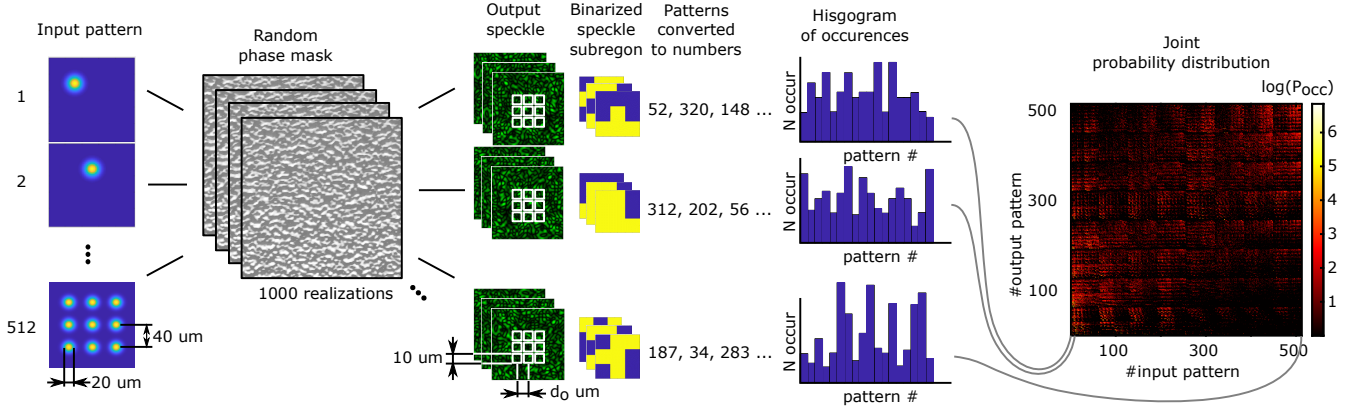 Input pattern
1
2
512
40 um
20 um
Random
phase mask
1000 realizations
Output
speckle
10 um
do um
Binarized
speckle
subregon
Patterns
converted
to numbers
52, 320, 148 ...
312, 202, 56 ...
187, 34, 283 ...
Hisgogram
of occurences
N occur
pattern #
N occur
pattern #
N occur
pattern #
Joint
probability distribution
log(Pocc)
500
300
100
#output pattern
100 300 500
#input pattern
6
5
4
3
2
1